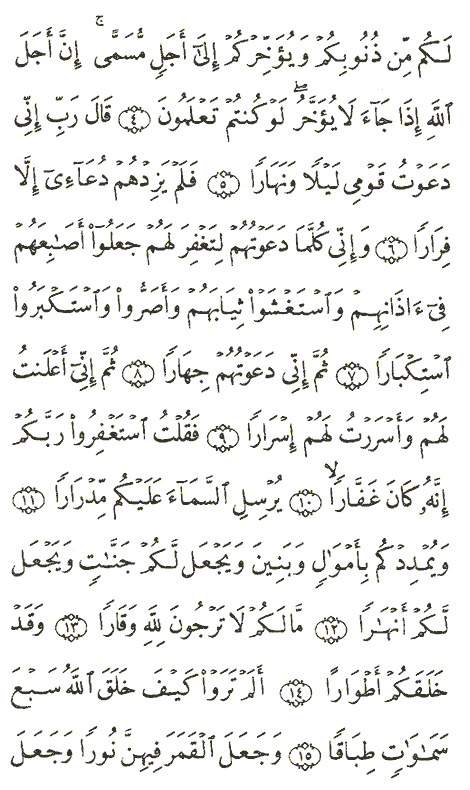 لَكُم مِّن ذُنُوبِكُمْ وَيُؤَخِّرْكُمْ إِلَىٰٓ أَجَلٍ مُّسَمًّى ۚ إِنَّ أَجَلَ
ٱللَّهِ إِذَا جَآءَ لَا يُؤَخَّرُ ۖ لَوْ كُنتُمْ تَعْلَمُونَ ٤ قَالَ رَبِّ إِنِّى
دَعَوْتُ قَوْمِى لَيْلًا وَنَهَارًا ٥ فَلَمْ يَزِدْهُمْ دُعَآءِىٓ إِلَّا
فِرَارًا ٦ وَإِنِّى كُلَّمَا دَعَوْتُهُمْ لِتَغْفِرَ لَهُمْ جَعَلُوٓا۟ أَصَٰبِعَهُمْ
فِىٓ ءَاذَانِهِمْ وَٱسْتَغْشَوْا۟ ثِيَابَهُمْ وَأَصَرُّوا۟ وَٱسْتَكْبَرُوا۟
ٱسْتِكْبَارًا ٧ ثُمَّ إِنِّى دَعَوْتُهُمْ جِهَارًا ٨ ثُمَّ إِنِّىٓ أَعْلَنتُ
لَهُمْ وَأَسْرَرْتُ لَهُمْ إِسْرَارًا ٩ فَقُلْتُ ٱسْتَغْفِرُوا۟ رَبَّكُمْ
إِنَّهُۥ كَانَ غَفَّارًا ۙ ١٠ يُرْسِلِ ٱلسَّمَآءَ عَلَيْكُم مِّدْرَارًا ١١
وَيُمْدِدْكُم بِأَمْوَٰلٍ وَبَنِينَ وَيَجْعَل لَّكُمْ جَنَّٰتٍ وَيَجْعَل
لَّكُمْ أَنْهَٰرًا ١٢ مَّا لَكُمْ لَا تَرْجُونَ لِلَّهِ وَقَارًا ١٣ وَقَدْ
خَلَقَكُمْ أَطْوَارًا ١٤ أَلَمْ تَرَوْا۟ كَيْفَ خَلَقَ ٱللَّهُ سَبْعَ
سَمَٰوَٰتٍ طِبَاقًا ١٥ وَجَعَلَ ٱلْقَمَرَ فِيهِنَّ نُورًا وَجَعَلَ